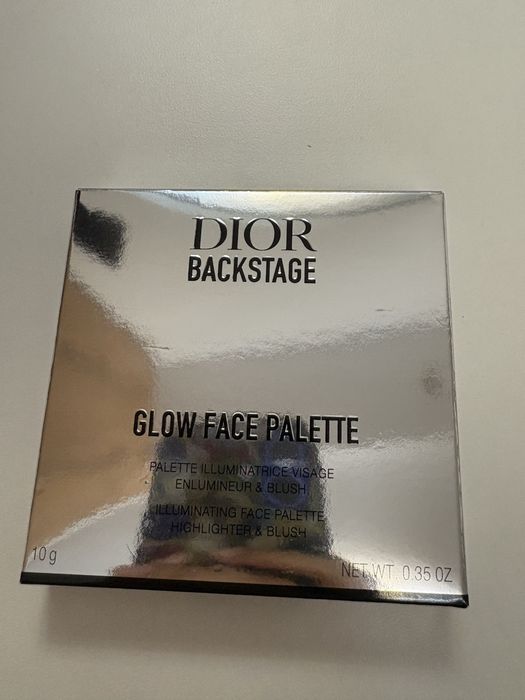 DIOR
BACKSTAGE
GLOW FACE PALETTE
PALETTE ILLUMINATRICE VISAGE
ENLUMINEUR & BLUSH
ILLUMINATING FACE PALETTE
HIGHLIGHTER & BLUSH
10 g
NET WT. 0.35 OZ